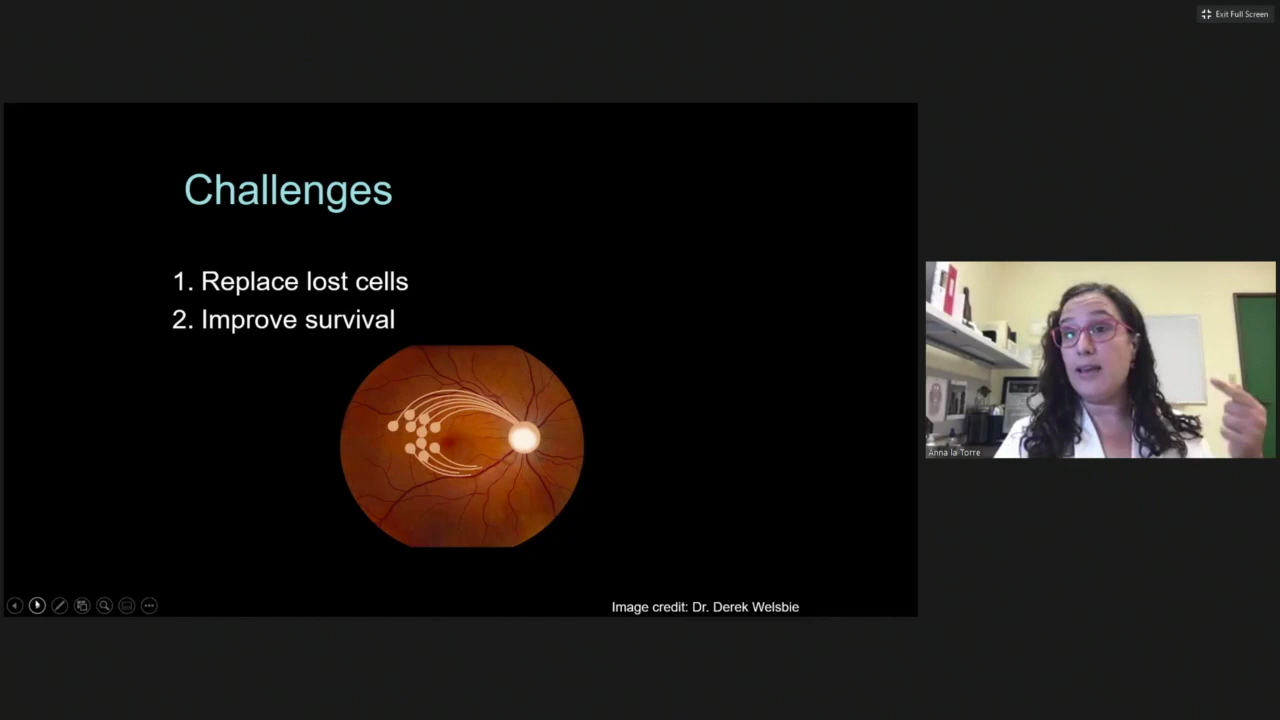 Exit Full Screen
Challenges
1. Replace lost cells
2. Improve survival
Anna la Torre
Image credit: Dr. Derek Welsbie